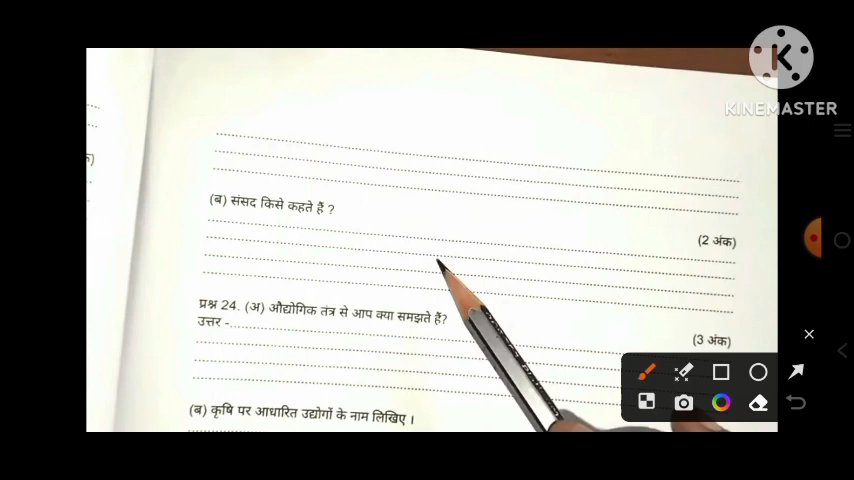 KINEMASTER
क)
(ब) संसद किसे कहते हैं ?
(2 अंक)
प्रश्न 24. (अ) औद्योगिक तंत्र से आप क्या समझते हैं?
(3 अंक)
उत्तर -
(ब) कृषि पर आधारित उद्योगों के नाम लिखिए ।